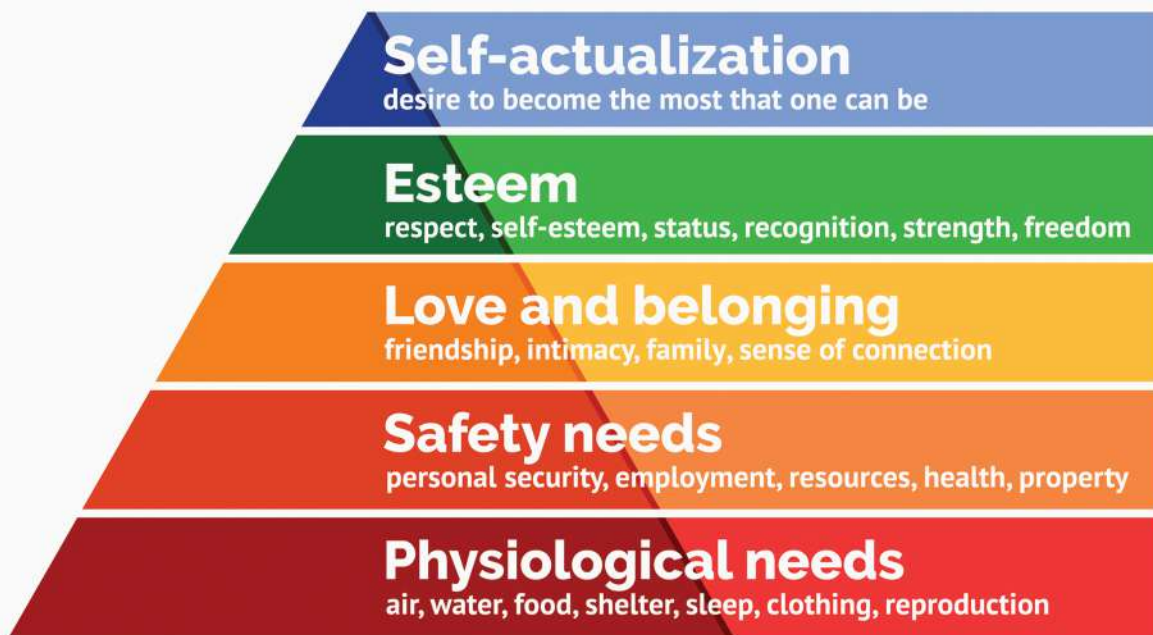 Self-actualization
desire to become the most that one can be
Esteem
respect, self-esteem, status, recognition, strength, freedom
Love and belonging
friendship, intimacy, family, sense of connection
Safety needs
personal security, employment, resources, health, property
Physiological needs
air, water, food, shelter, sleep, clothing, reproduction